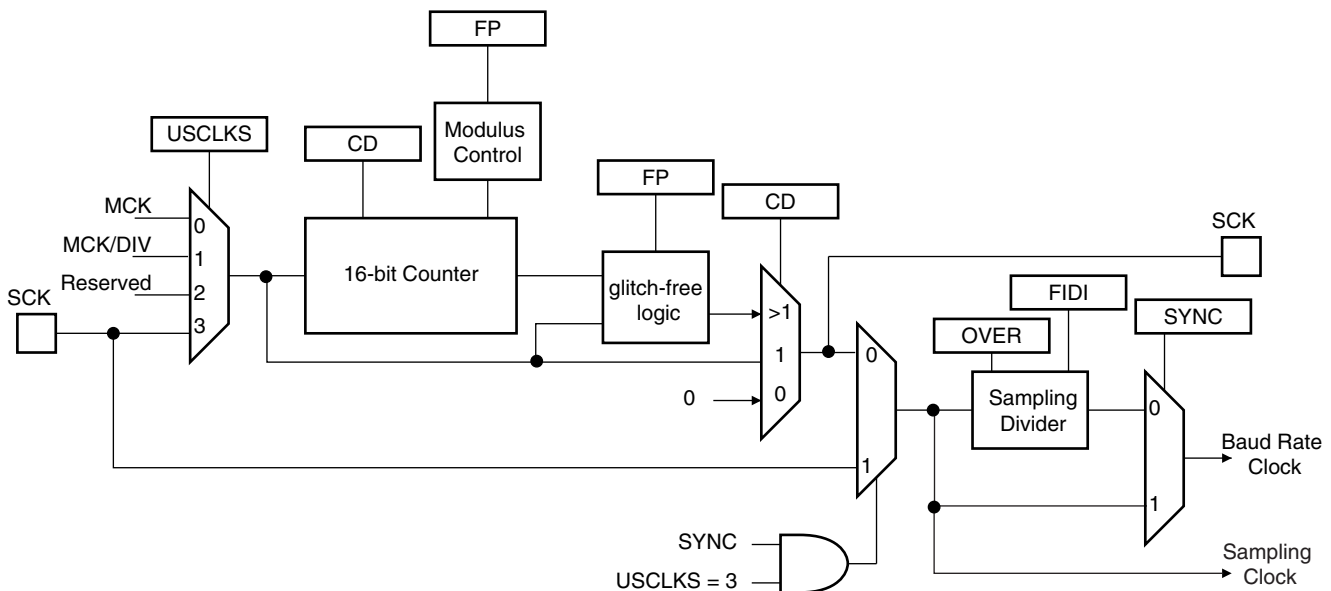 FP
USCLKS
CD
Modulus
Control
FP
CD
MCK
0
MCK/DIV
1
Reserved
2
SCK
3
16-bit Counter
glitch-free
logic
>1
1
0
0
SCK
FIDI
OVER
SYNC
0
1
Sampling
Divider
0
1
Baud Rate
Clock
SYNC
USCLKS = 3
Sampling
Clock